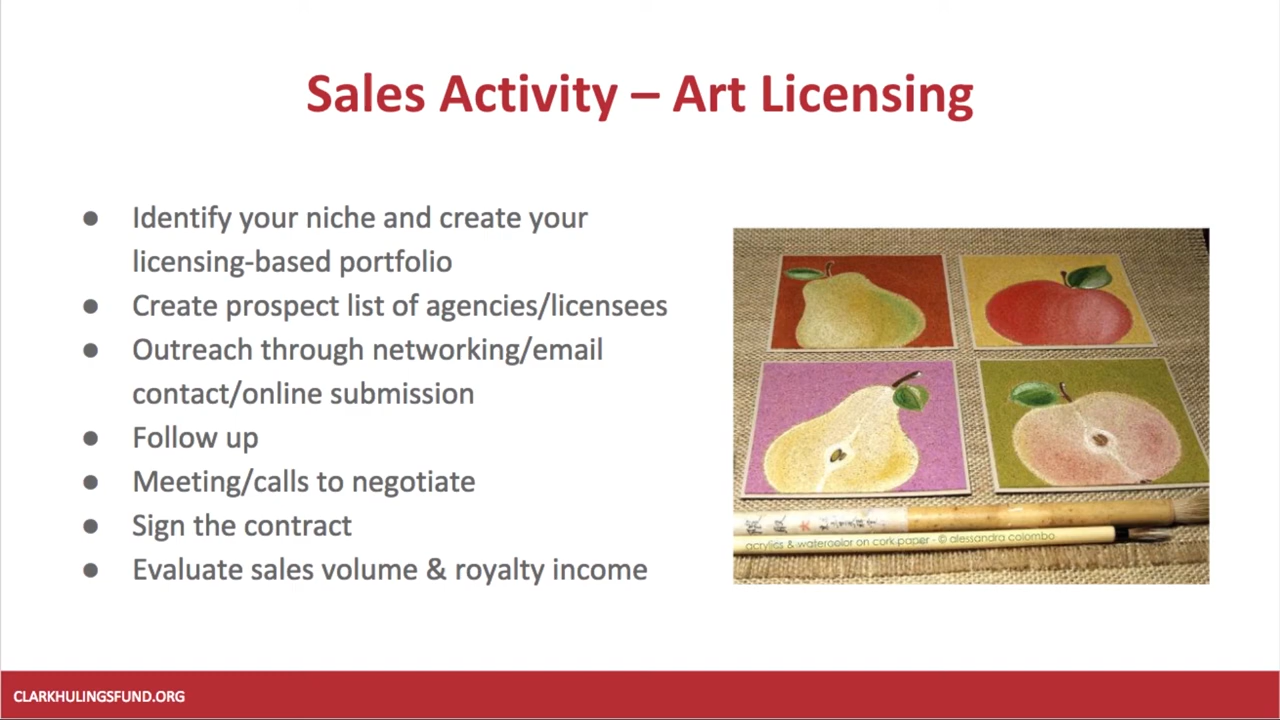 Sales Activity – Art Licensing
● Identify your niche and create your
licensing-based portfolio
● Create prospect list of agencies/licensees
● Outreach through networking/email
contact/online submission
● Follow up
● Meeting/calls to negotiate
● Sign the contract
● Evaluate sales volume & royalty income
acrylics & watercolor on cork paper - © alessandra colombo
CLARKHULINGSFUND.ORG